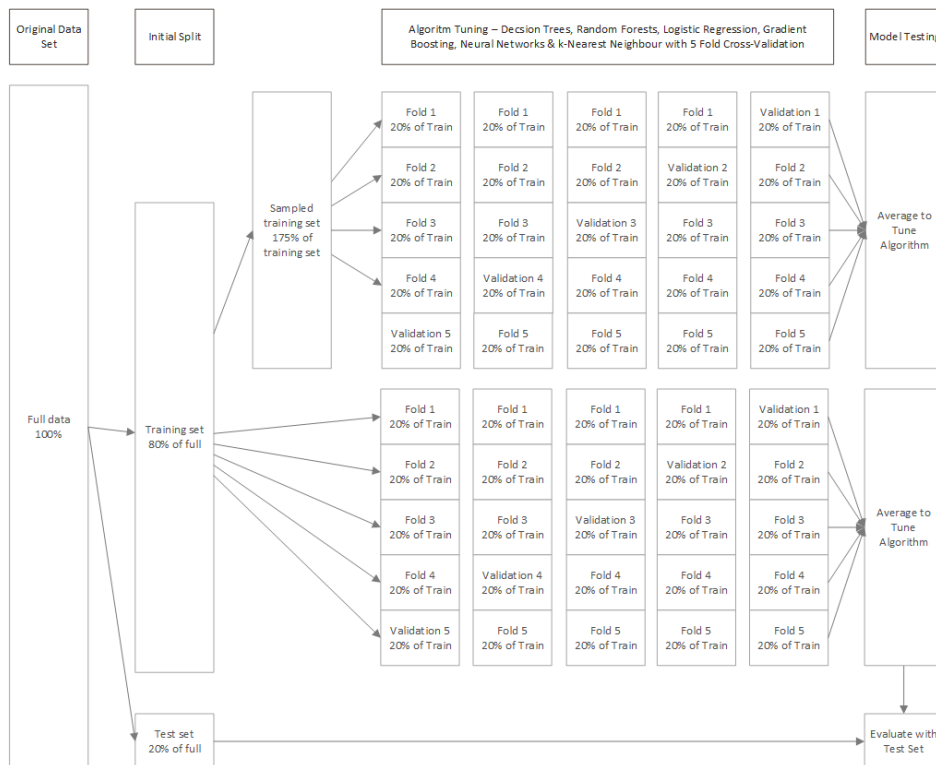 Original Data
Set
Initial Split
Algoritm Tuning – Decsion Trees, Random Forests, Logistic Regression, Gradient
Boosting, Neural Networks & k-Nearest Neighbour with 5 Fold Cross-Validation
Model Testing
Full data
100%
Training set
80% of full
Test set
20% of full
Sampled
training set
175% of
training set
Fold 1
20% of Train
Fold 1
20% of Train
Fold 1
20% of Train
Fold 1
20% of Train
Validation 1
20% of Train
Fold 2
20% of Train
Fold 2
20% of Train
Fold 2
20% of Train
Validation 2
20% of Train
Fold 2
20% of Train
Fold 3
20% of Train
Fold 3
20% of Train
Validation 3
20% of Train
Fold 3
20% of Train
Fold 3
20% of Train
Fold 4
20% of Train
Validation 4
20% of Train
Fold 4
20% of Train
Fold 4
20% of Train
Fold 4
20% of Train
Validation 5
20% of Train
Fold 5
20% of Train
Fold 5
20% of Train
Fold 5
20% of Train
Fold 5
20% of Train
Average to
Tune
Algorithm
Fold 1
20% of Train
Fold 1
20% of Train
Fold 1
20% of Train
Fold 1
20% of Train
Validation 1
20% of Train
Fold 2
20% of Train
Fold 2
20% of Train
Fold 2
20% of Train
Validation 2
20% of Train
Fold 2
20% of Train
Fold 3
20% of Train
Fold 3
20% of Train
Validation 3
20% of Train
Fold 3
20% of Train
Fold 3
20% of Train
Fold 4
20% of Train
Validation 4
20% of Train
Fold 4
20% of Train
Fold 4
20% of Train
Fold 4
20% of Train
Validation 5
20% of Train
Fold 5
20% of Train
Fold 5
20% of Train
Fold 5
20% of Train
Fold 5
20% of Train
Average to
Tune
Algorithm
Evaluate with
Test Set